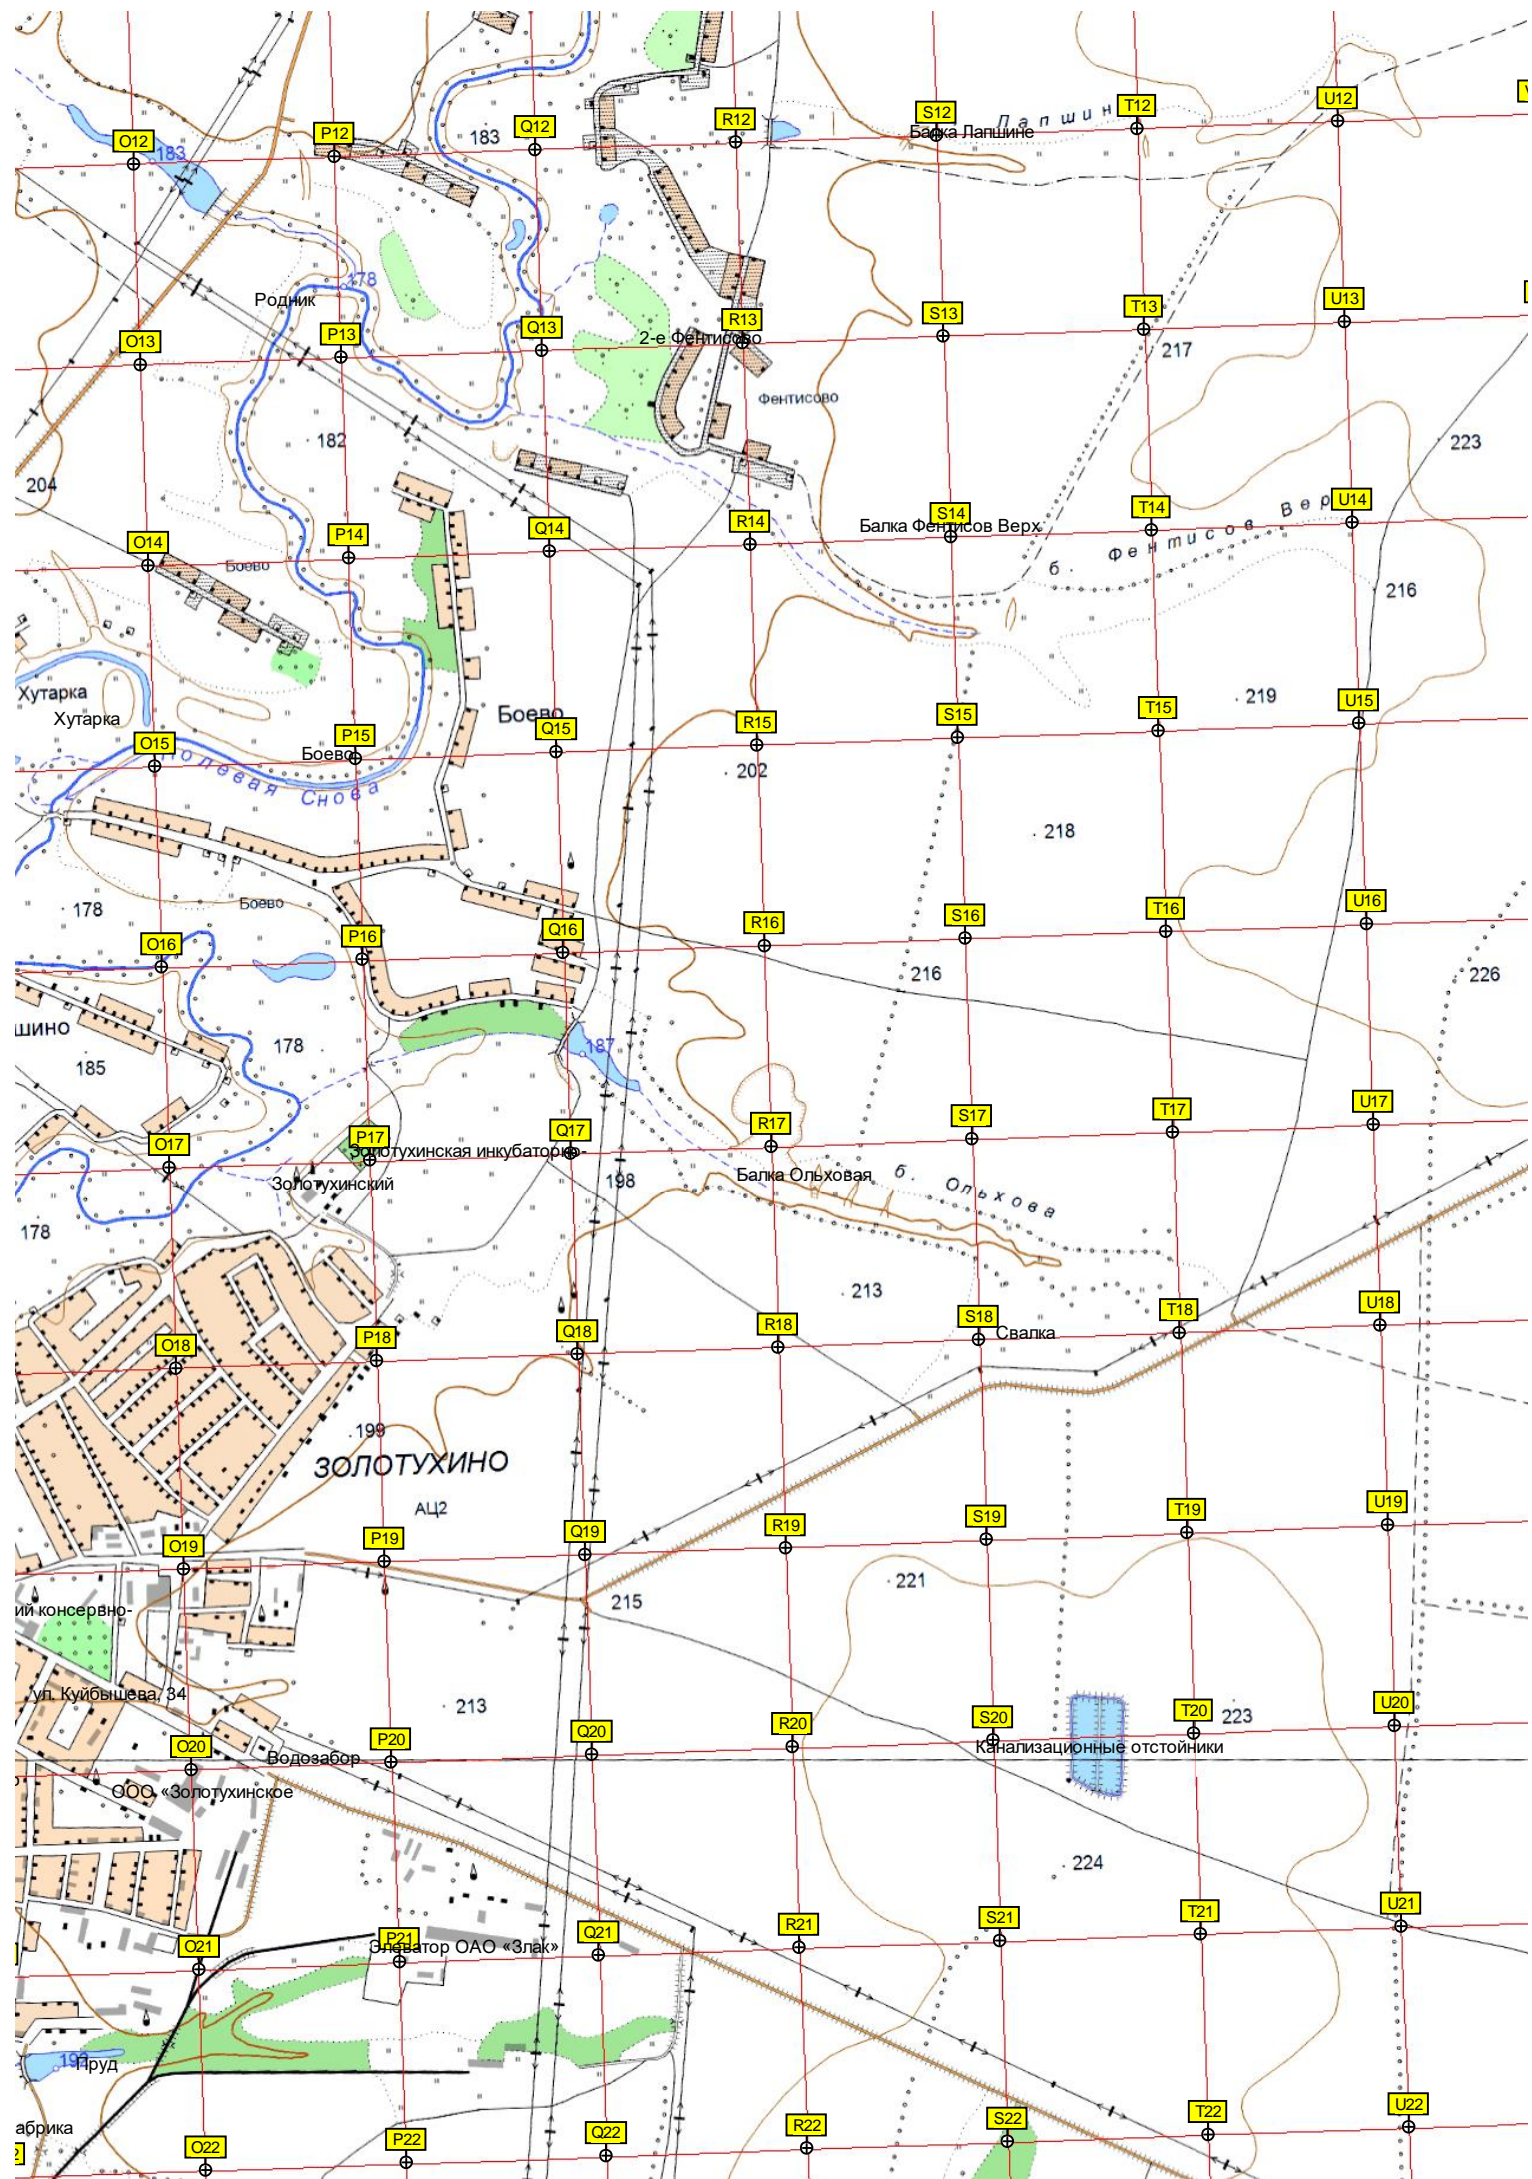 U12
T12
S12
Лапшин
Балка Лапшине
R12
Q12
183
P12
O12
183
178
Родник
U13
T13
S13
R13
2-е Фентисово
Q13
P13
O13
217
Фентисово
182
223
204
U14
T14
S14
R14
Q14
P14
O14
Балка Фентисов Верх
б. Фентисов Вер
Боево
216
Хутарка
Хутарка
219
U15
T15
S15
R15
Боево
Q15
P15
Боево
O15
Полевая Снова
202
218
178
Боево
U16
T16
S16
R16
Q16
P16
O16
216
226
шино
178
187
185
U17
T17
S17
R17
Q17
P17
O17
Золотухинская инкубаторно-
Золотухинский
198
Балка Ольховая
б. Ольхова
178
213
U18
T18
S18
Свалка
R18
Q18
P18
O18
199
ЗОЛОТУХИНО
АЦ2
U19
T19
S19
R19
Q19
P19
O19
221
215
ий консервно-
ул. Куйбышева, 34
213
223
U20
T20
S20
R20
Q20
P20
O20
Канализационные отстойники
Водозабор
ООО «Золотухинское
224
U21
T21
S21
R21
Q21
P21
O21
Элеватор ОАО «Злак»
Пруд
абрика
U22
T22
S22
R22
Q22
P22
O22